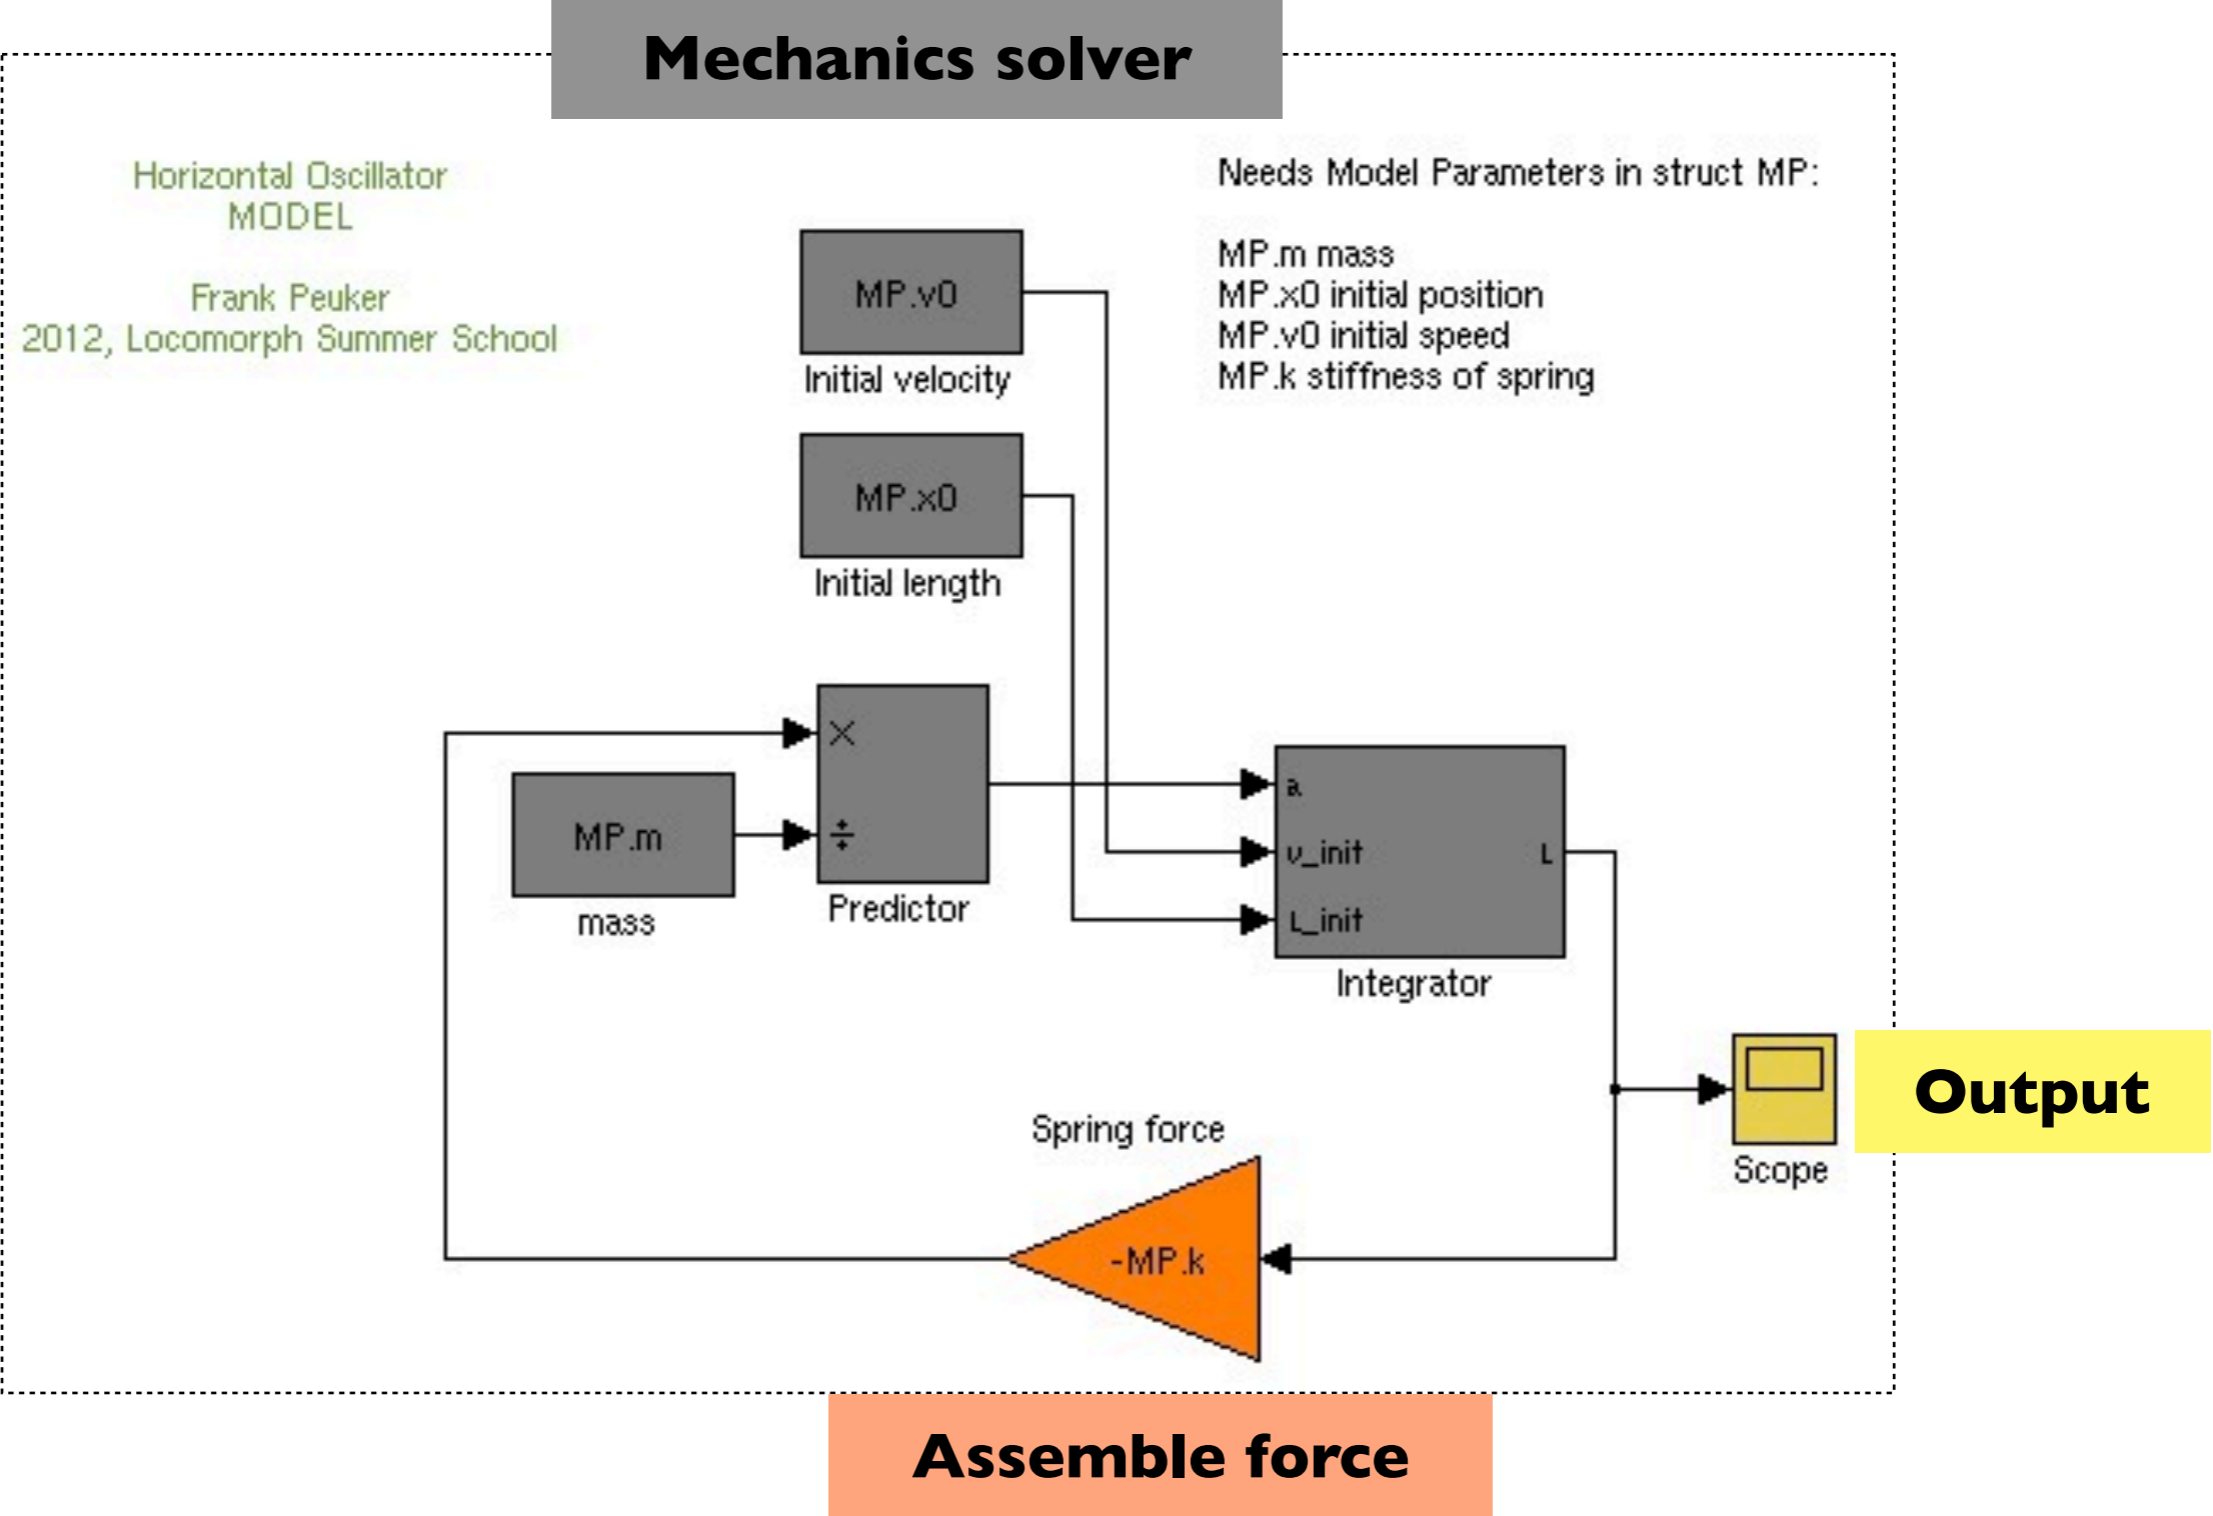 Mechanics solver
Horizontal Oscillator
MODEL
Frank Peuker
2012, Locomorph Summer School
Needs Model Parameters in struct MP:
MP.m mass
MP.x0 initial position
MP.v0 initial speed
MP.k stiffness of spring
MP.v0
Initial velocity
MP.x0
Initial length
×
÷
Predictor
MP.m
mass
a
v_init
L_init
L
Integrator
Scope
Output
Spring force
-MP.k
Assemble force